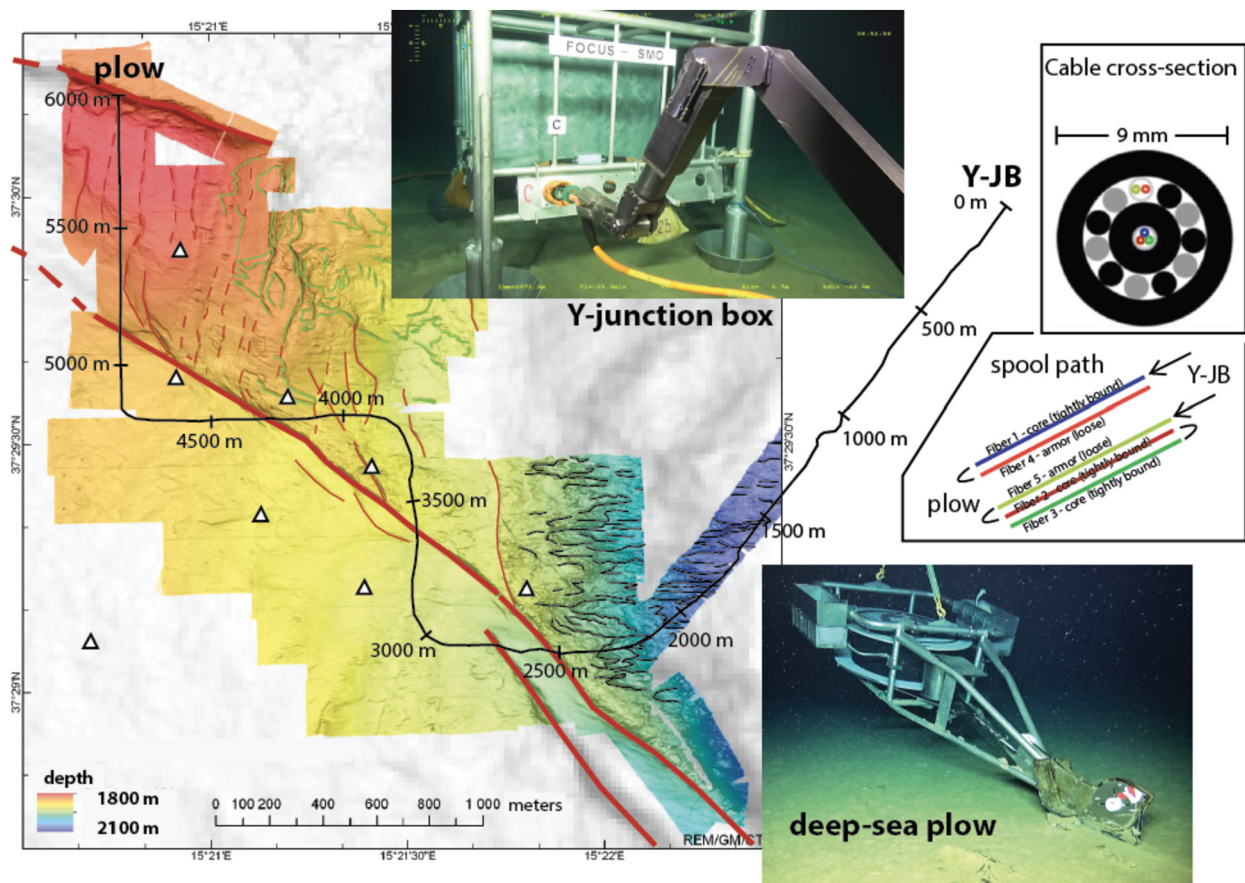 15°21'E
plow
6000 m
37°30'N
5500 m
5000 m
4500 m
4000 m
3500 m
3000 m
2500 m
2000 m
1500 m
1000 m
500 m
0 m
Y-JB
37°29'30"N
37°29'N
37°29'30"N
FOCUS - SMO
C
C
25
Y-junction box
Cable cross-section
9 mm
spool path
Y-JB
Fiber 1 - core (tightly bound)
Fiber 4 - armor (loose)
Fiber 5 - armor (loose)
Fiber 2 - core (tightly bound)
Fiber 3 - core (tightly bound)
plow
deep-sea plow
depth
1800 m
2100 m
0 100 200 400 600 800 1 000 meters
REM/GM/CT
15°21'E
15°21'30"E
15°22'E